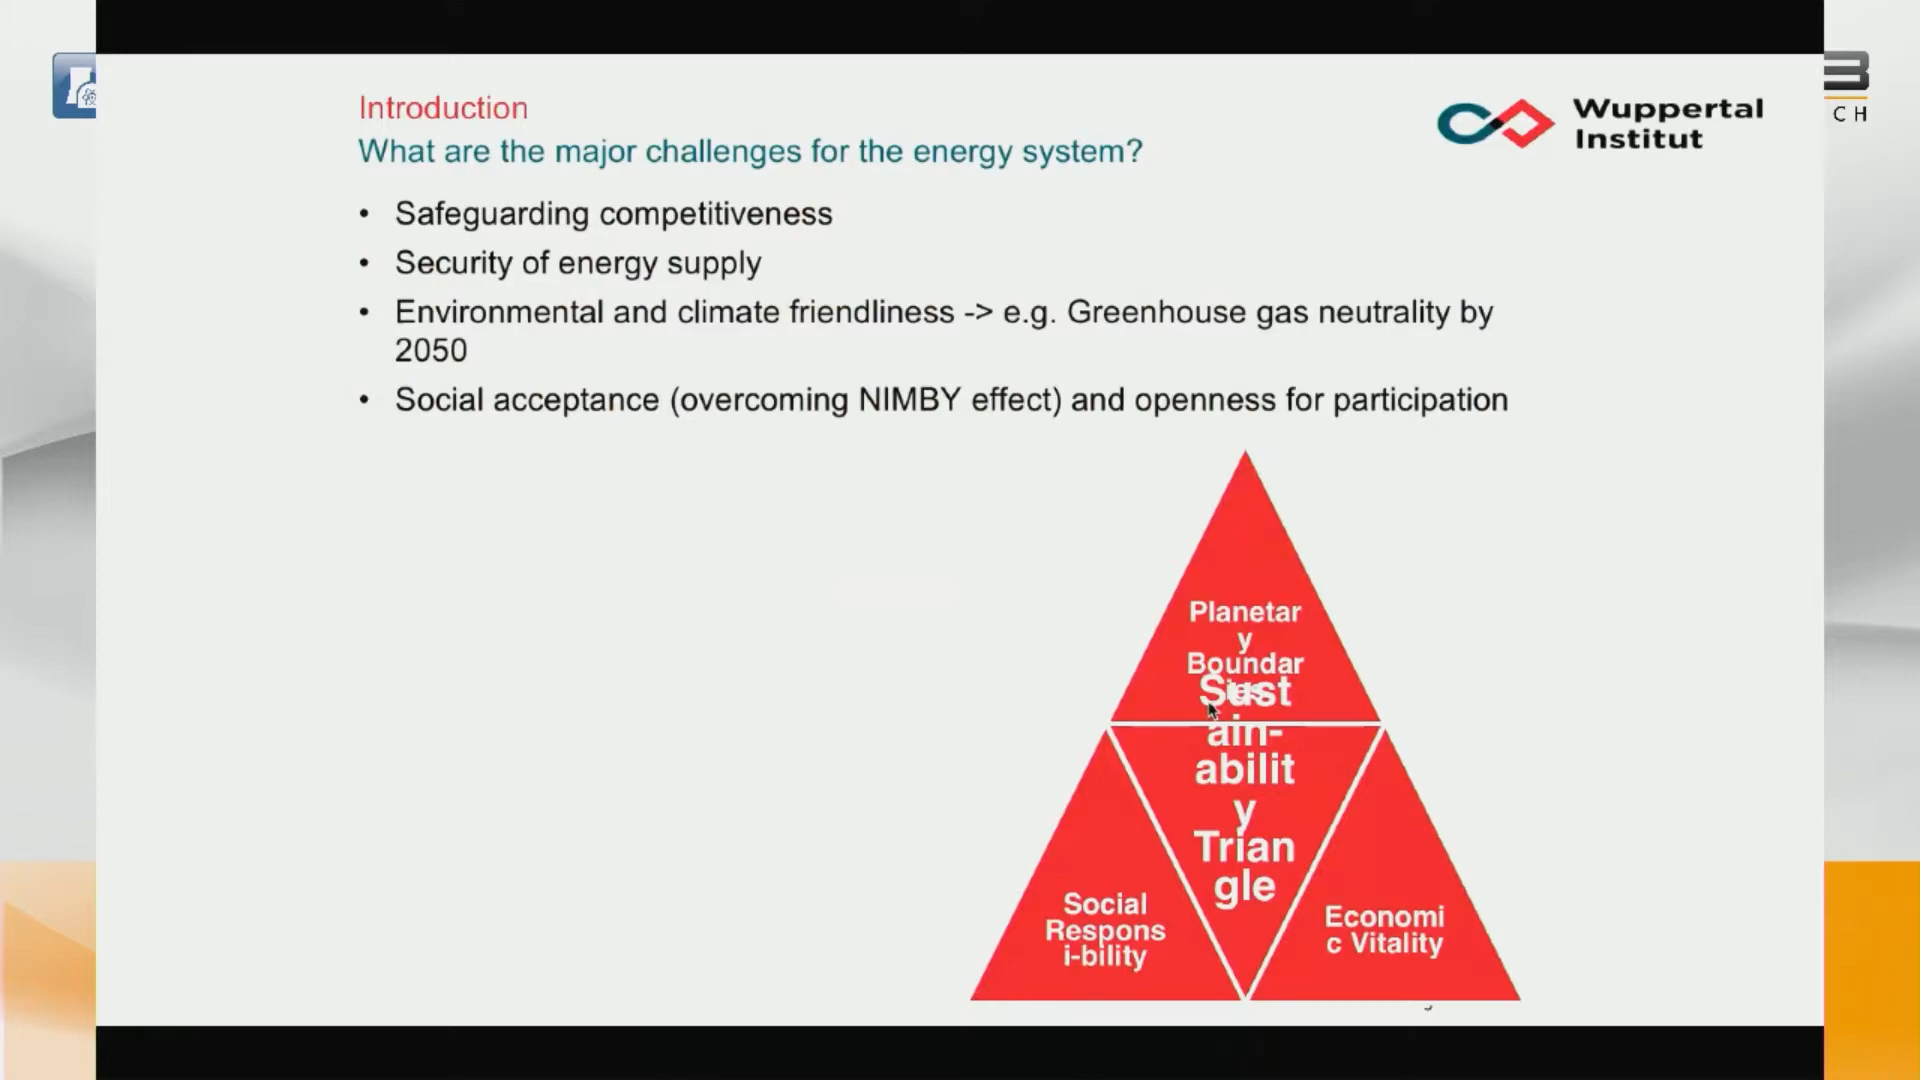 Introduction
What are the major challenges for the energy system?
Wuppertal
Institut
CH
• Safeguarding competitiveness
• Security of energy supply
• Environmental and climate friendliness -> e.g. Greenhouse gas neutrality by
2050
• Social acceptance (overcoming NIMBY effect) and openness for participation
Planetar
y
Boundar
ies
Sust
ain-
abilit
y
Trian
gle
Social
Respons
i-bility
Economi
c Vitality